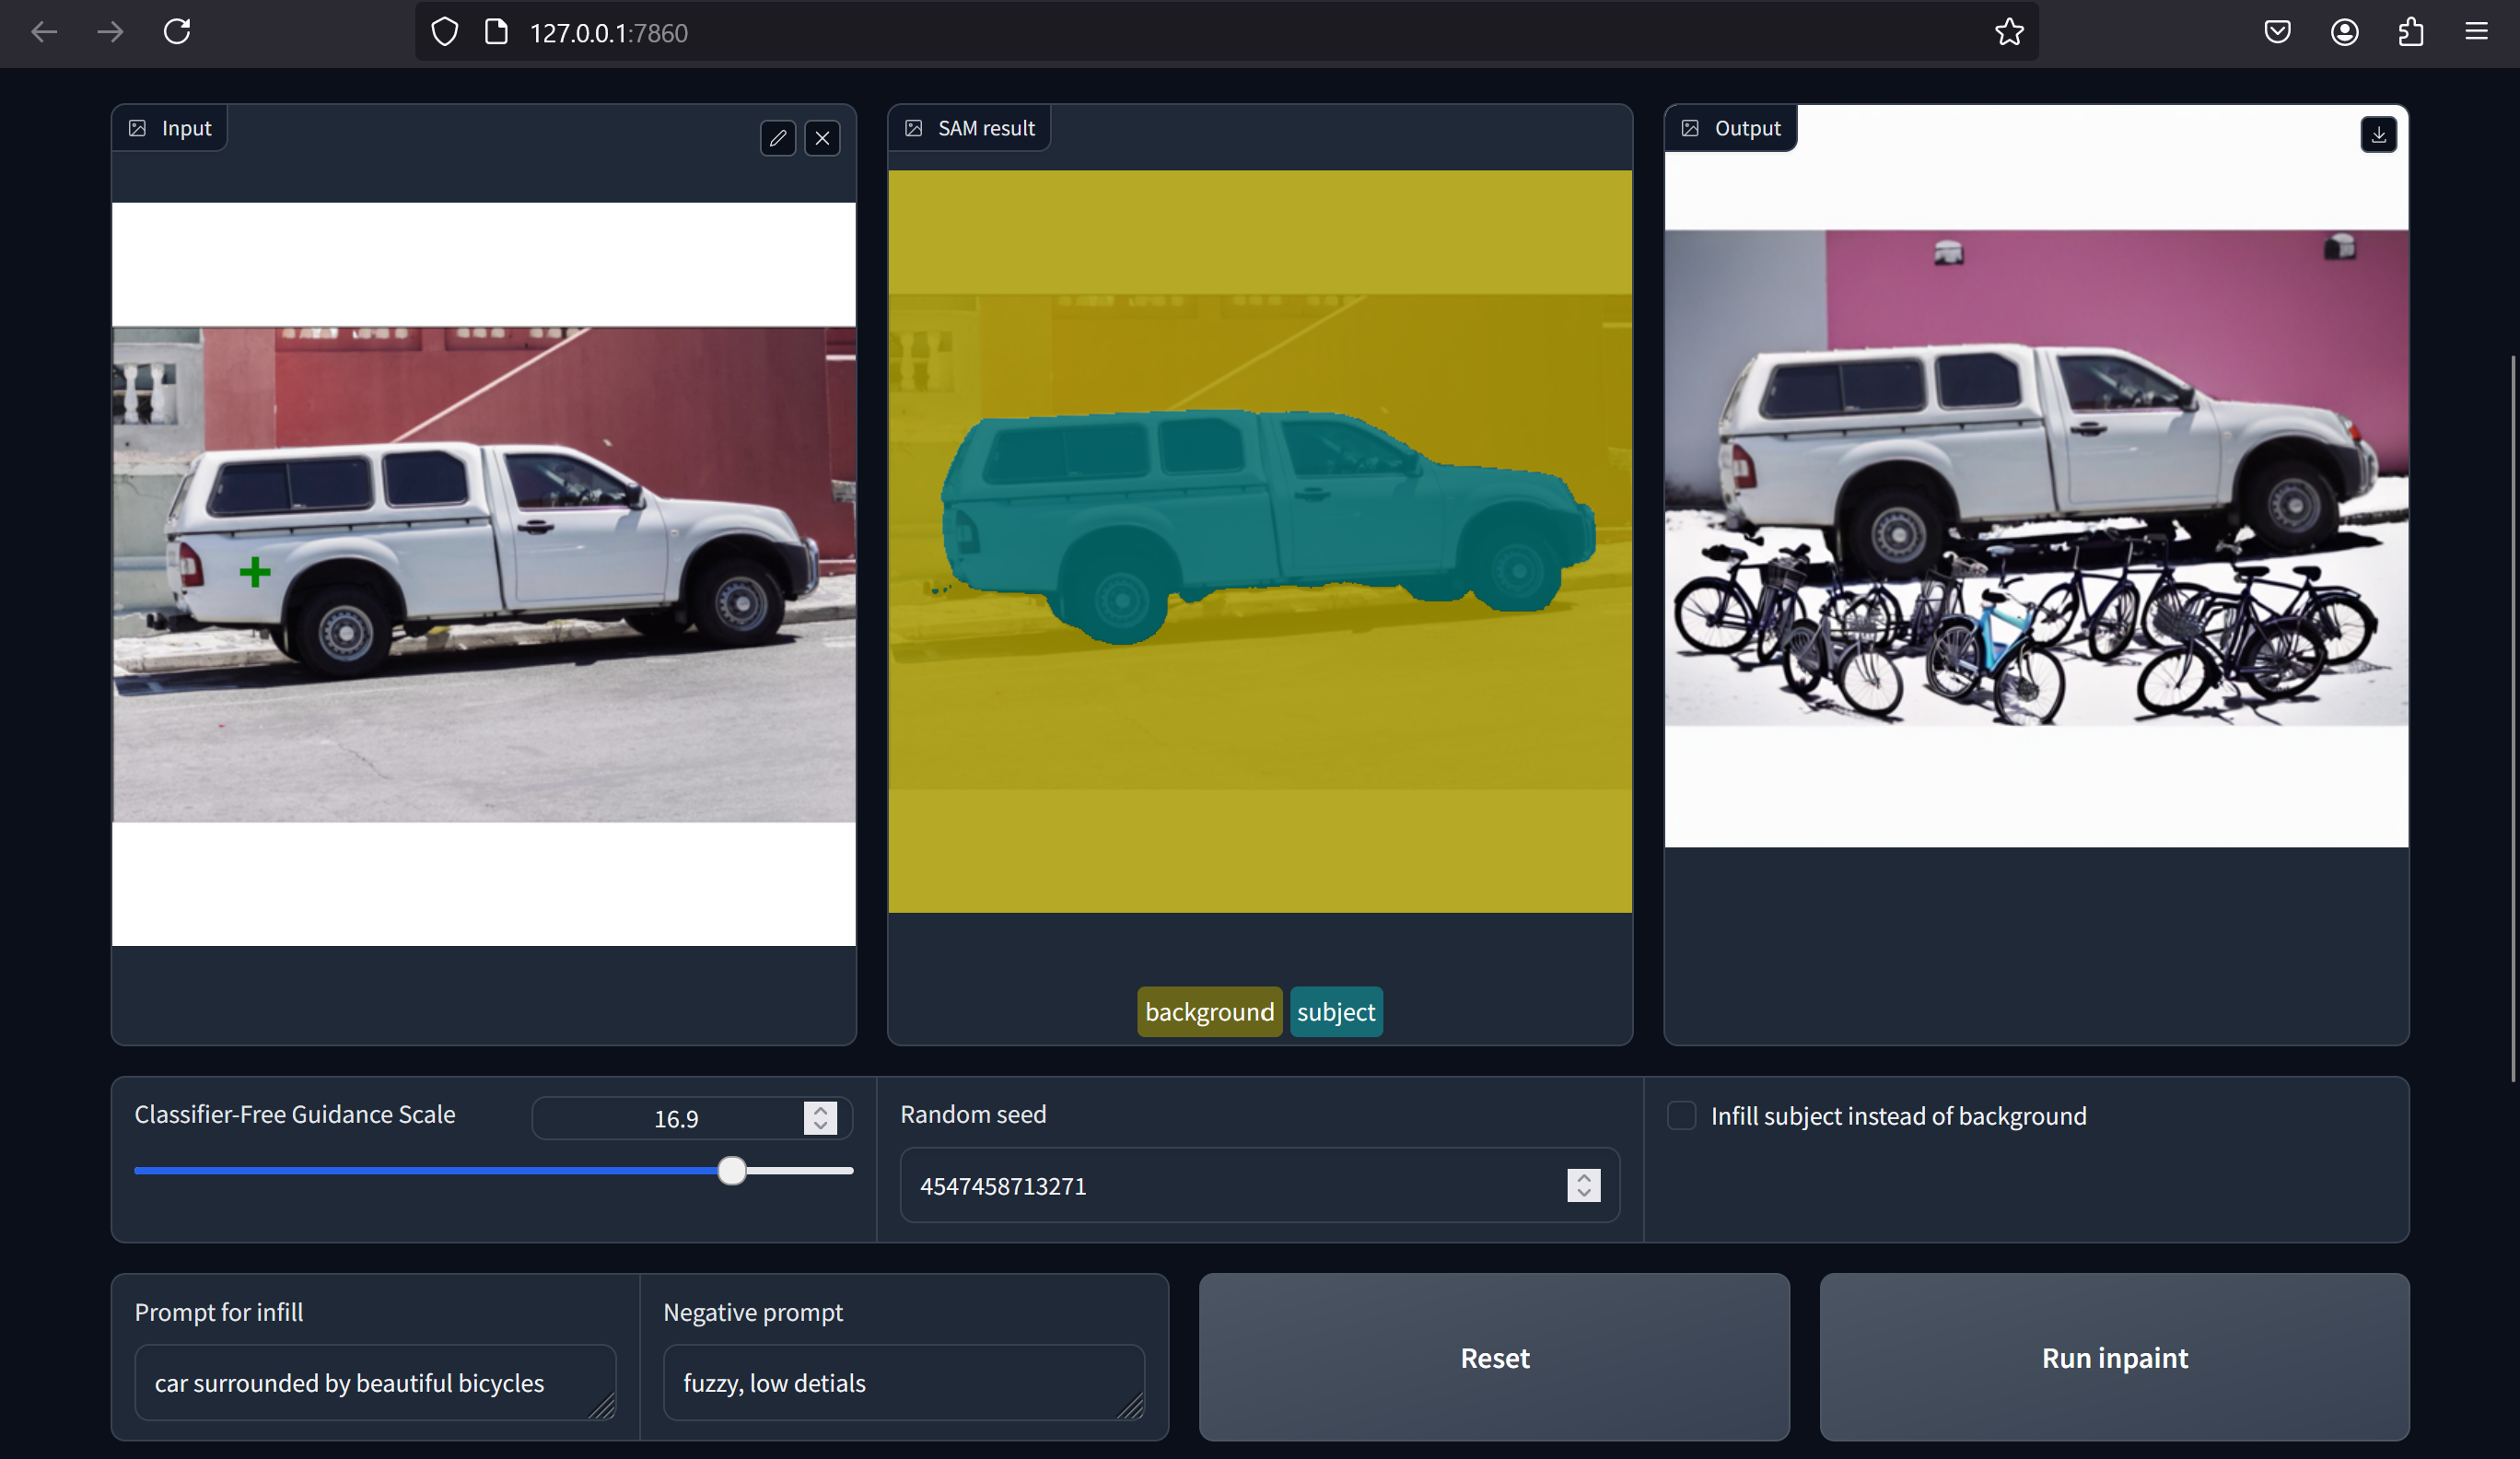 127.0.0.1:7860
Input
SAM result
Output
background
subject
Classifier-Free Guidance Scale
16.9
Random seed
4547458713271
Infill subject instead of background
Prompt for infill
car surrounded by beautiful bicycles
Negative prompt
fuzzy, low detials
Reset
Run inpaint